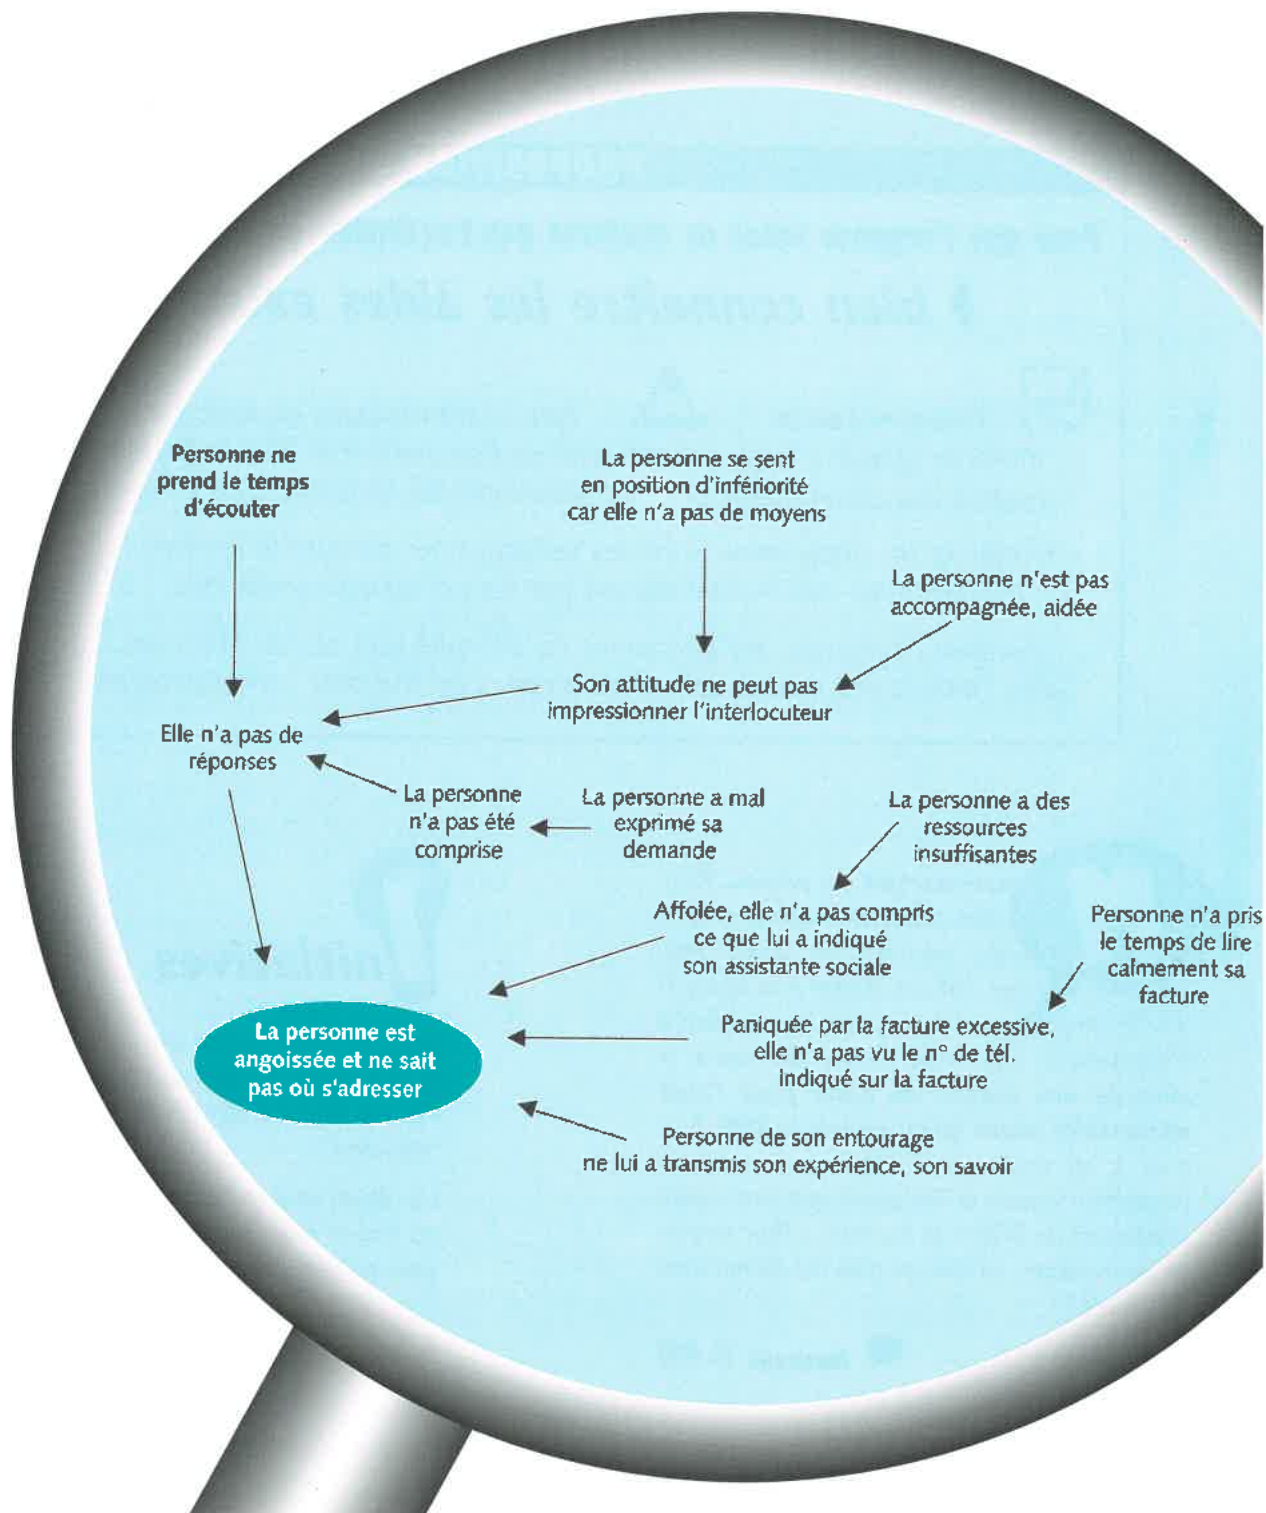 Personne ne
prend le temps
d'écouter
La personne se sent
en position d'infériorité
car elle n'a pas de moyens
La personne n'est pas
accompagnée, aidée
Son attitude ne peut pas
impressionner l'interlocuteur
Elle n'a pas de
réponses
La personne
n'a pas été
comprise
La personne a mal
exprimé sa
demande
La personne a des
ressources
insuffisantes
Affolée, elle n'a pas compris
ce que lui a indiqué
son assistante sociale
Personne n'a pris
le temps de lire
calmement sa
facture
La personne est
angoissée et ne sait
pas où s'adresser
Paniquée par la facture excessive,
elle n'a pas vu le n° de tél.
indiqué sur la facture
Personne de son entourage
ne lui a transmis son expérience, son savoir